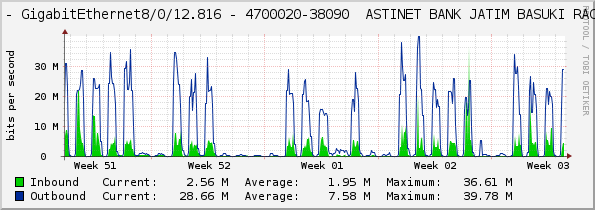 - GigabitEthernet8/0/12.816 - 4700020-38090 ASTINET BANK JATIM BASUKI RAC
RRDTOOL / TOBI OETIKER
bits per second
30 M
20 M
10 M
0
Week 51 Week 52 Week 01 Week 02 Week 03
Inbound Current: 2.56 M Average: 1.95 M Maximum: 36.61 M
Outbound Current: 28.66 M Average: 7.58 M Maximum: 39.78 M